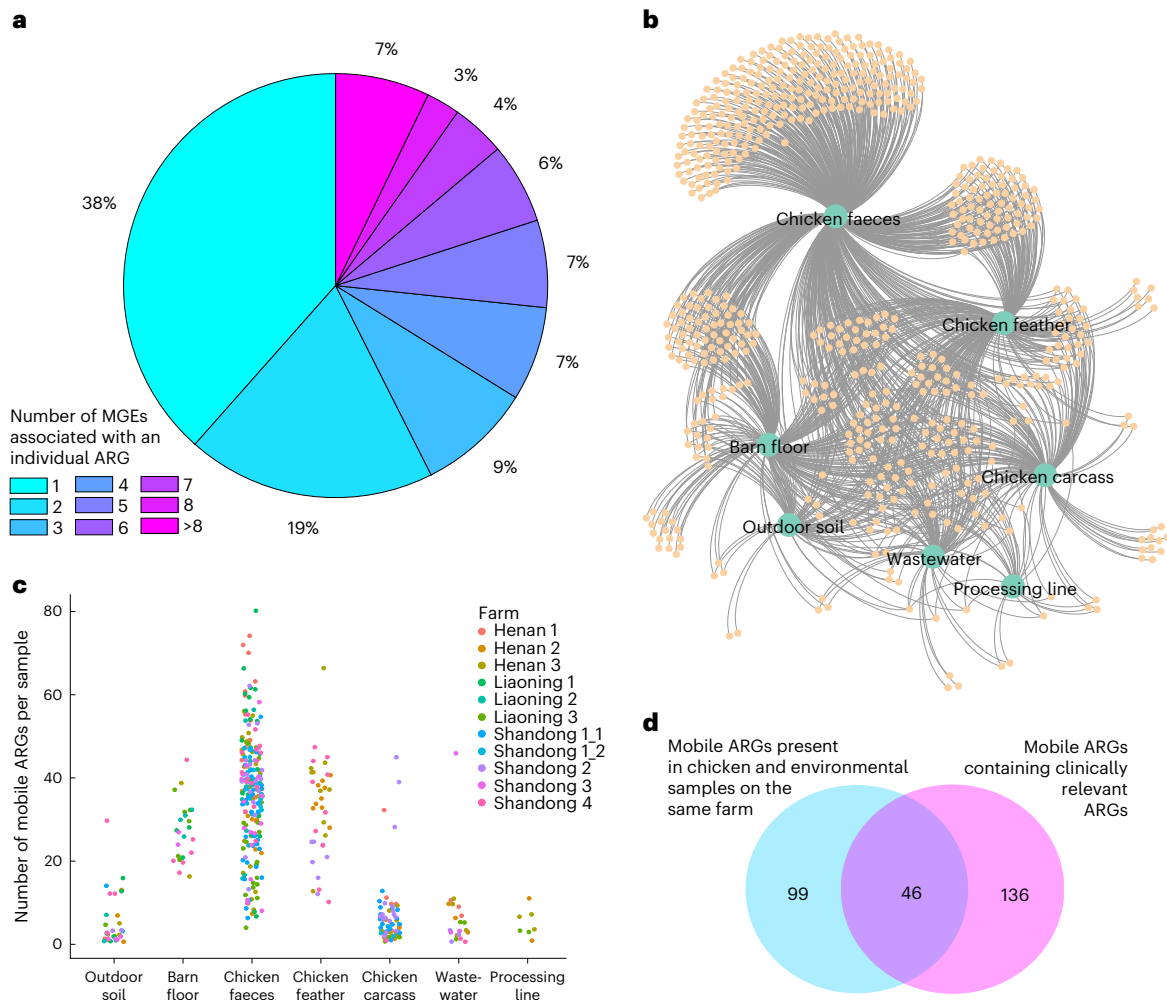 a
7%
3%
4%
6%
7%
7%
9%
19%
38%
Number of MGEs
associated with an
individual ARG
1
2
3
4
5
6
7
8
>8
b
Chicken faeces
Chicken feather
Barn floor
Chicken carcass
Outdoor soil
Wastewater
Processing line
c
Number of mobile ARGs per sample
80
60
40
20
0
Outdoor
soil
Barn
floor
Chicken
faeces
Chicken
feather
Chicken
carcass
Waste-
water
Processing
line
Farm
Henan 1
Henan 2
Henan 3
Liaoning 1
Liaoning 2
Liaoning 3
Shandong 1_1
Shandong 1_2
Shandong 2
Shandong 3
Shandong 4
d
Mobile ARGs present
in chicken and environmental
samples on the
same farm
Mobile ARGs
containing clinically
relevant
ARGs
99
46
136